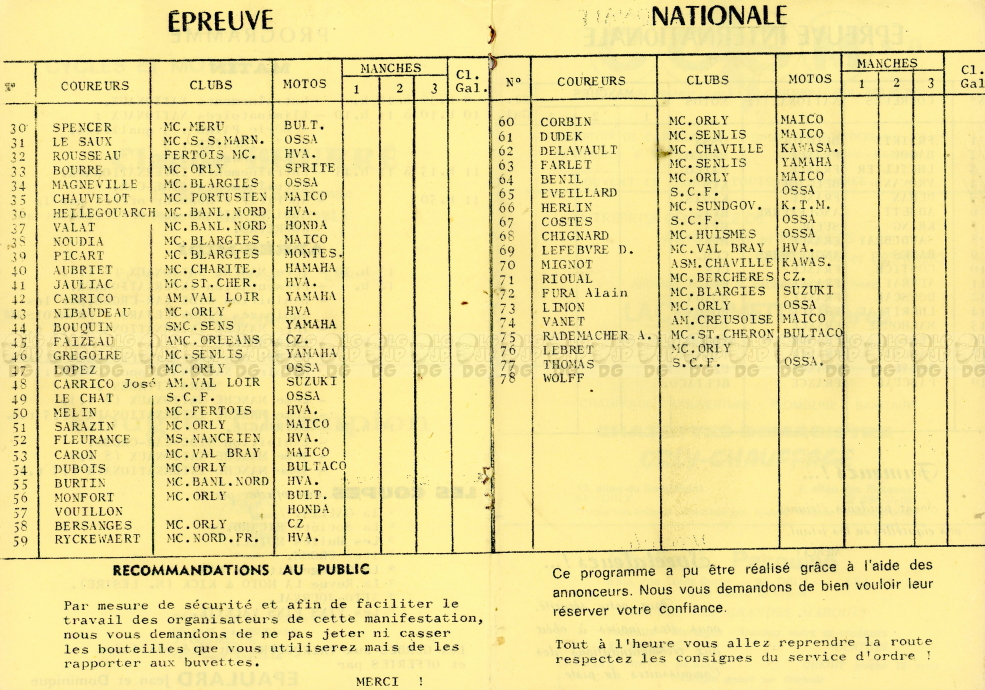 ÉPREUVE
N° COUREURS CLUBS MOTOS MANCHES 1 2 3 Cl. Gal.
30 SPENCER MC.MERU BULT.
31 LE SAUX MC.S.S.MARN. OSSA
32 ROUSSEAU FERTOIS MC. HVA.
33 BOURRE MC.ORLY SPRITE
34 MAGNEVILLE MC.BLARGIES OSSA
35 CHAUVELOT MC.PORTUSIEN MAICO
36 HELLEGOUARCH MC.BANL.NORD HVA.
37 VALAT MC.BANL.NORD HONDA
38 NOUDIA MC.BLARGIES MAICO
39 PICART MC.BLARGIES MONTES.
40 AUBRIET MC.CHARITE. HAMAHA
41 JAULIAC MC.ST.CHER. HVA.
42 CARRICO AM.VAL LOIR YAMAHA
43 NIBAUDEAU MC.ORLY HVA
44 BOUQUIN SMC.SENS YAMAHA
45 FAIZEAU AMC.ORLEANS CZ.
46 GREGOIRE MC.SENLIS YAMAHA
47 LOPEZ MC.ORLY OSSA
48 CARRICO José AM.VAL LOIR SUZUKI
49 LE CHAT S.C.F. OSSA
50 MELIN MC.FERTOIS HVA.
51 SARAZIN MC.ORLY MAICO
52 FLEURANCE MS.NANCEIEN HVA.
53 CARON MC.VAL BRAY MAICO
54 DUBOIS MC.ORLY BULTACO
55 BURTIN MC.BANL.NORD HVA.
56 MONFORT MC.ORLY BULT.
57 VOUILLON HONDA
58 BERSANGES MC.ORLY CZ
59 RYCKEWAERT MC.NORD.FR. HVA.
RECOMMANDATIONS AU PUBLIC
Par mesure de sécurité et afin de faciliter le
travail des organisateurs de cette manifestation,
nous vous demandons de ne pas jeter ni casser
les bouteilles que vous utiliserez mais de les
rapporter aux buvettes.
MERCI !
NATIONALE
N° COUREURS CLUBS MOTOS MANCHES 1 2 3 Cl. Gal
60 CORBIN MC.ORLY MAICO
61 DUDEK MC.SENLIS MAICO
62 DELAVAULT MC.CHAVILLE KAWASA.
63 FARLET MC.SENLIS YAMAHA
64 BENIL MC.ORLY MAICO
65 EVEILLARD S.C.F. OSSA
66 HERLIN MC.SUNDGOV. K.T.M.
67 COSTES S.C.F. OSSA
68 CHIGNARD MC.HUISMES OSSA
69 LEFEBVRE D. MC.VAL BRAY HVA.
70 MIGNOT ASM.CHAVILLE KAWAS.
71 RIOUAL MC.BERCHERES CZ.
72 FURA Alain MC.BLARGIES SUZUKI
73 LIMON MC.ORLY OSSA
74 VANET AM.CREUSOISE MAICO
75 RADEMACHER A. MC.ST.CHERON BULTACO
76 LEBRET MC.ORLY
77 THOMAS S.C.F. OSSA.
78 WOLFF
Ce programme a pu être réalisé grâce à l'aide des
annonceurs. Nous vous demandons de bien vouloir leur
réserver votre confiance.
Tout à l'heure vous allez reprendre la route
respectez les consignes du service d'ordre !